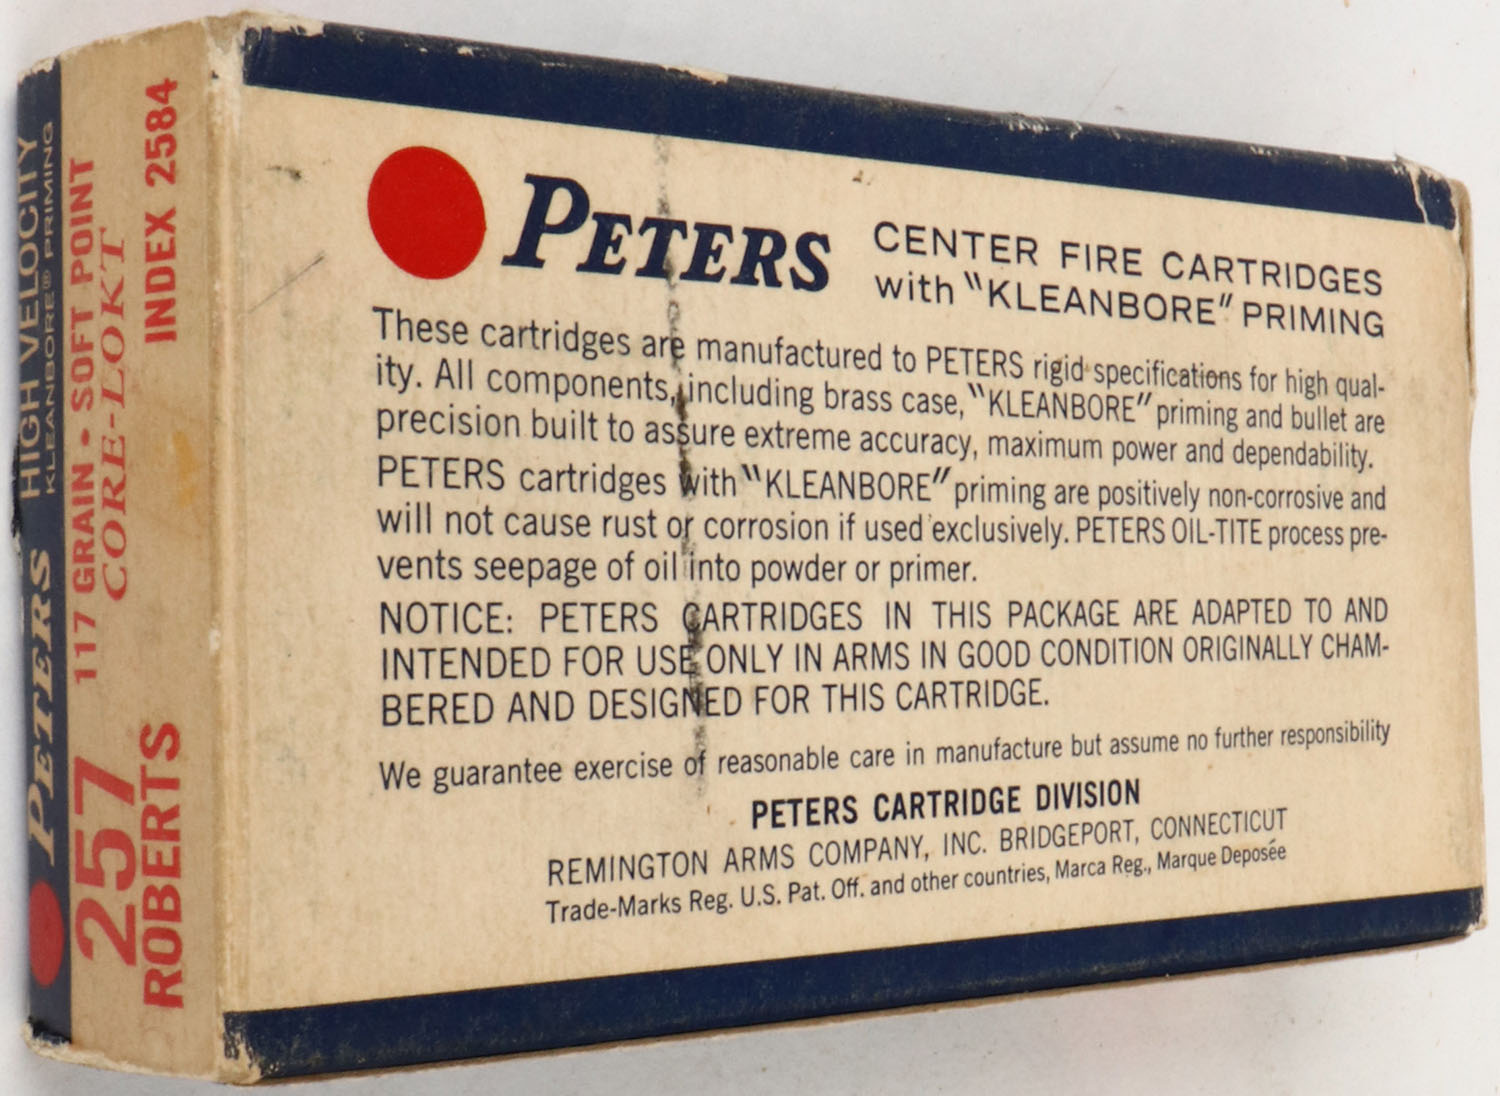 PETERS HIGH VELOCITY
KLEANBORE® PRIMING
117 GRAIN • SOFT POINT
CORE-LOKT
257
ROBERTS
INDEX 2584
PETERS
CENTER FIRE CARTRIDGES
with "KLEANBORE" PRIMING
These cartridges are manufactured to PETERS rigid specifications for high qual-
ity. All components, including brass case, "KLEANBORE" priming and bullet are
precision built to assure extreme accuracy, maximum power and dependability.
PETERS cartridges with "KLEANBORE" priming are positively non-corrosive and
will not cause rust or corrosion if used exclusively. PETERS OIL-TITE process pre-
vents seepage of oil into powder or primer.
NOTICE: PETERS CARTRIDGES IN THIS PACKAGE ARE ADAPTED TO AND
INTENDED FOR USE ONLY IN ARMS IN GOOD CONDITION ORIGINALLY CHAM-
BERED AND DESIGNED FOR THIS CARTRIDGE.
We guarantee exercise of reasonable care in manufacture but assume no further responsibility
PETERS CARTRIDGE DIVISION
REMINGTON ARMS COMPANY, INC. BRIDGEPORT, CONNECTICUT
Trade-Marks Reg. U.S. Pat. Off. and other countries, Marca Reg., Marque Deposée